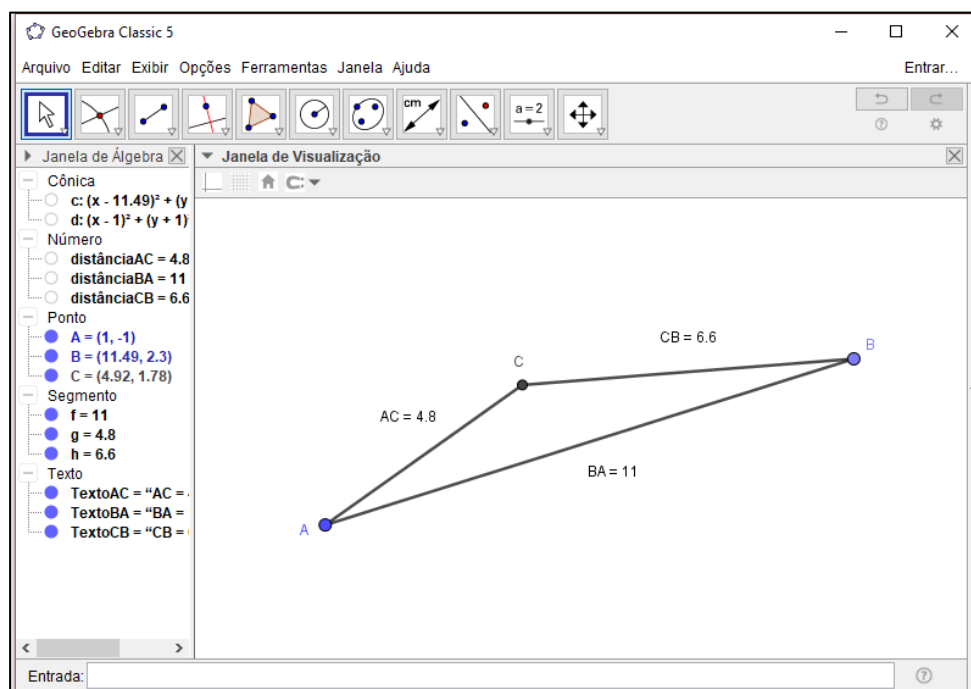 GeoGebra Classic 5
Arquivo Editar Exibir Opções Ferramentas Janela Ajuda
Entrar...
cm
a = 2
Janela de Álgebra
Janela de Visualização
Cônica
c: (x - 11.49)² + (y
d: (x - 1)² + (y + 1)
Número
distânciaAC = 4.8
distânciaBA = 11
distânciaCB = 6.6
Ponto
A = (1, -1)
B = (11.49, 2.3)
C = (4.92, 1.78)
Segmento
f = 11
g = 4.8
h = 6.6
Texto
TextoAC = “AC =
TextoBA = “BA =
TextoCB = “CB =
CB = 6.6
B
C
AC = 4.8
BA = 11
A
Entrada: